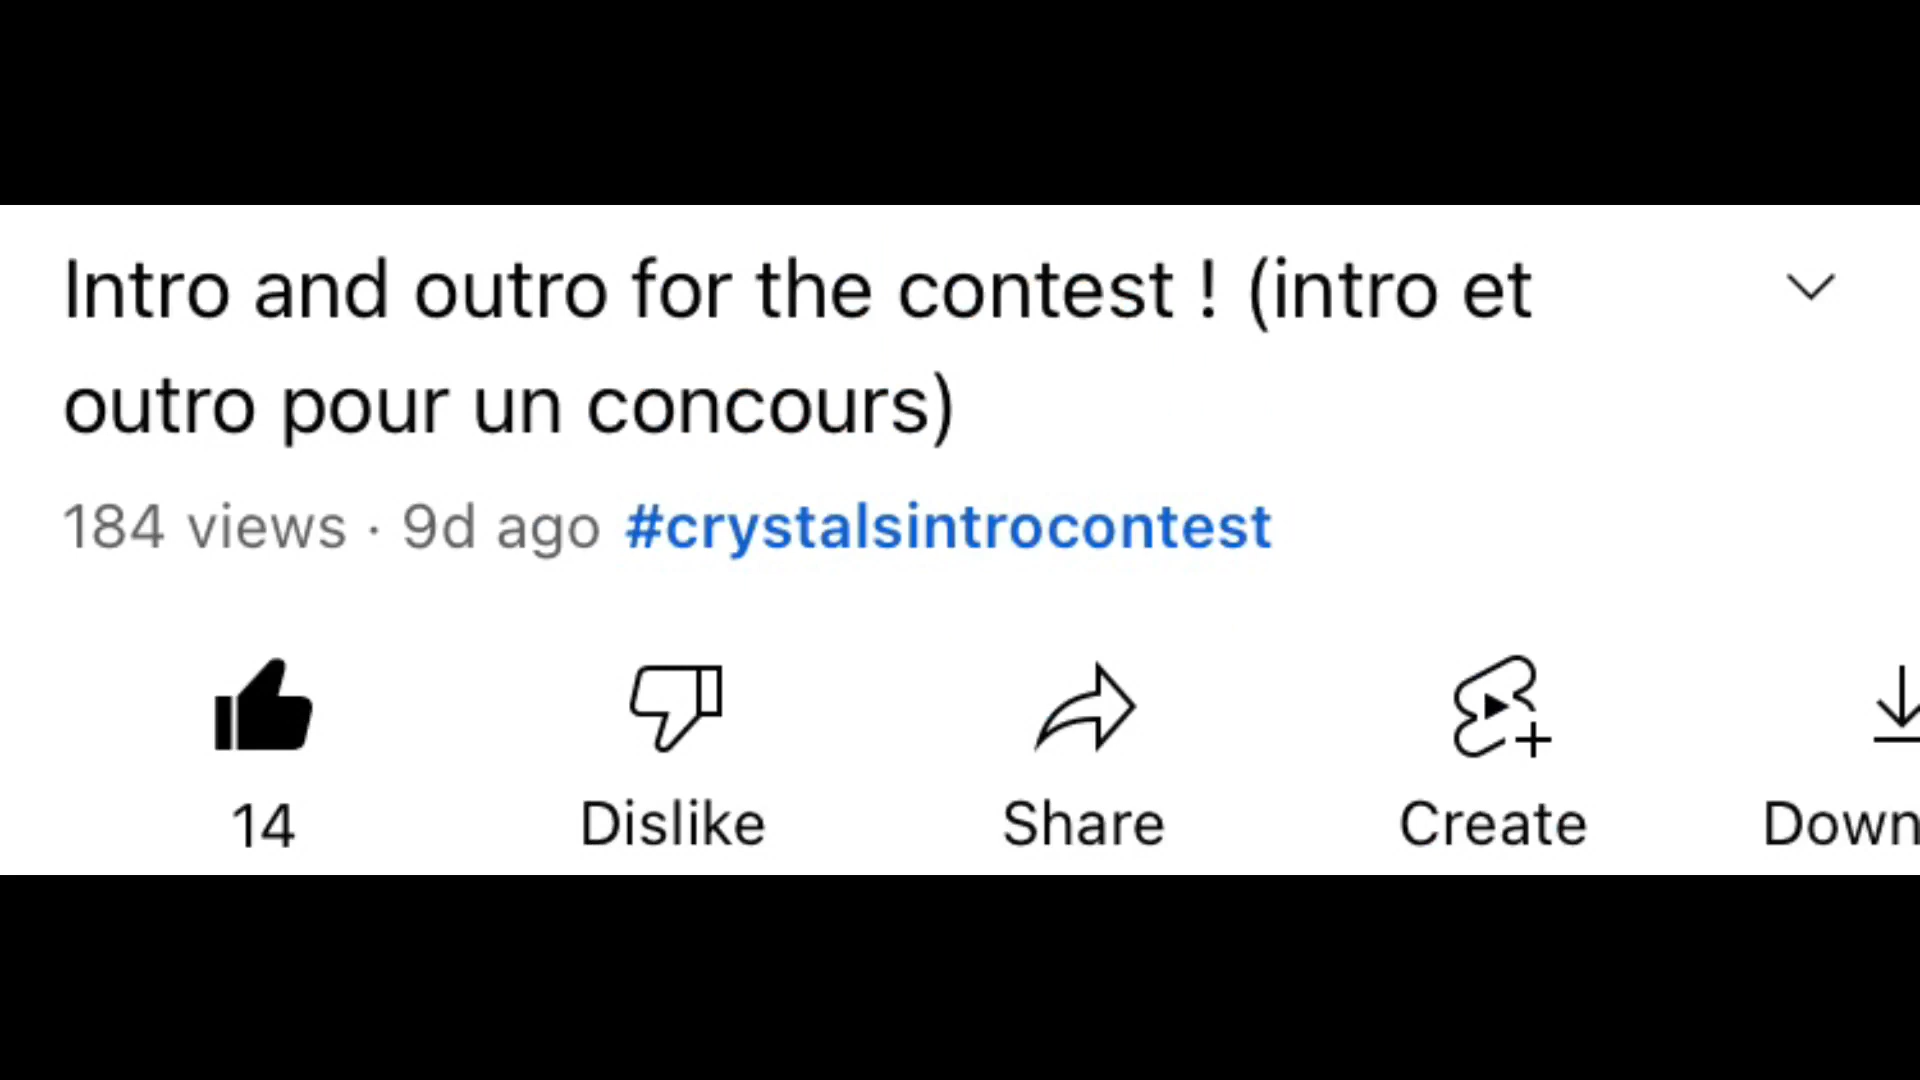 Intro and outro for the contest ! (intro et
outro pour un concours)
184 views · 9d ago #crystalsintrocontest
14 Dislike Share Create Down